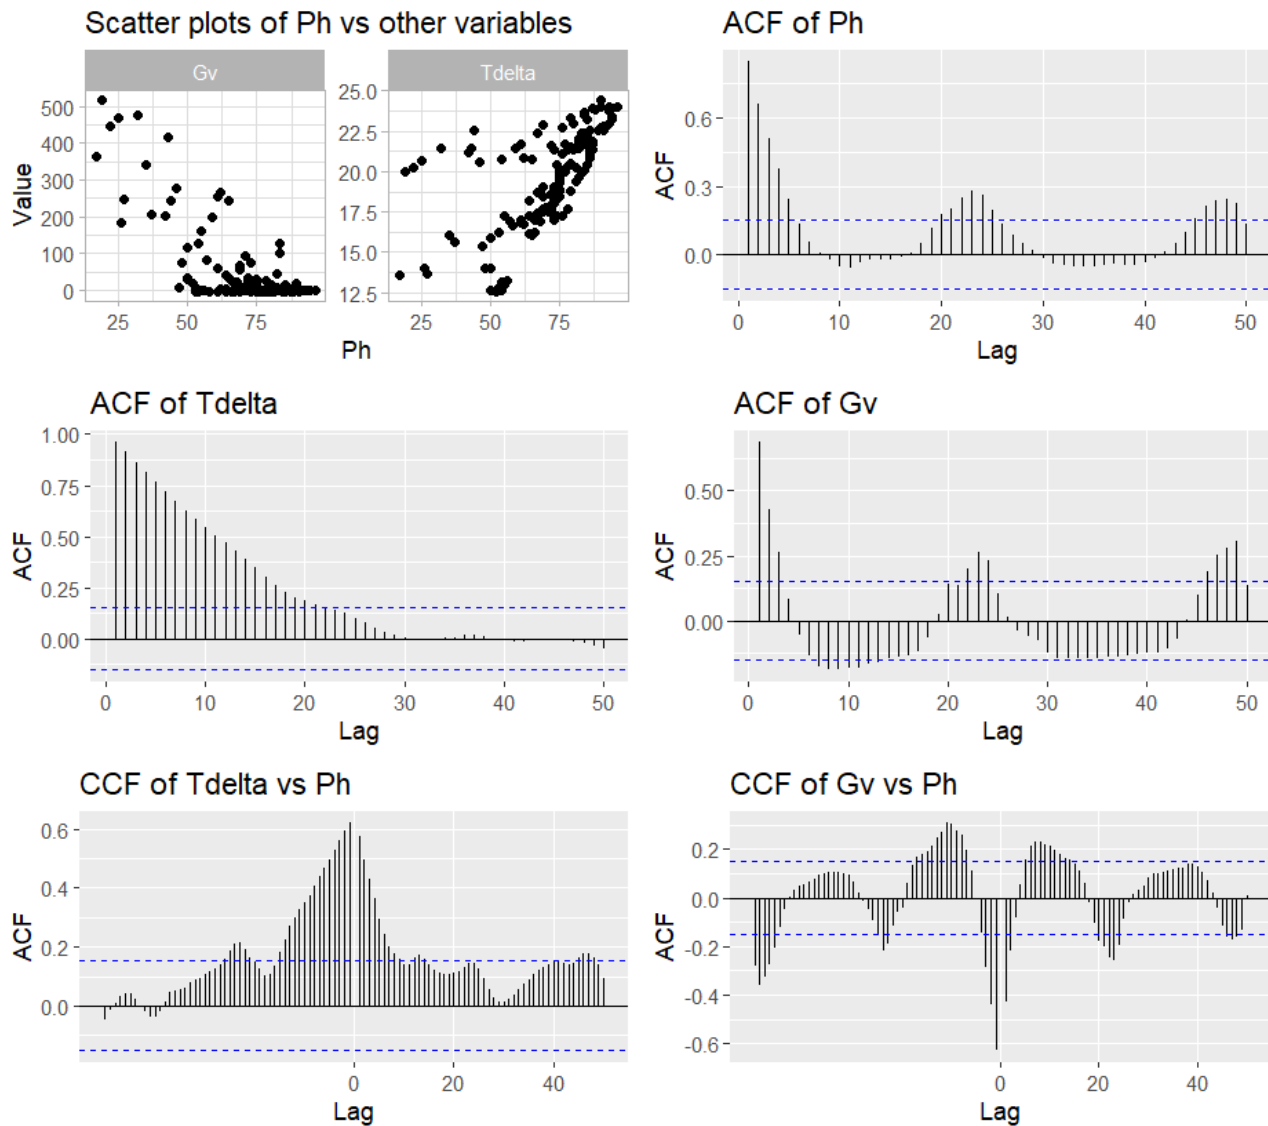 Scatter plots of Ph vs other variables
Gv
Tdelta
Value
500
400
300
200
100
0
25.0
22.5
20.0
17.5
15.0
12.5
25 50 75
25 50 75
Ph
ACF of Ph
ACF
0.6
0.3
0.0
0 10 20 30 40 50
Lag
ACF of Tdelta
ACF
1.00
0.75
0.50
0.25
0.00
0 10 20 30 40 50
Lag
ACF of Gv
ACF
0.50
0.25
0.00
0 10 20 30 40 50
Lag
CCF of Tdelta vs Ph
ACF
0.6
0.4
0.2
0.0
0 20 40
Lag
CCF of Gv vs Ph
ACF
0.2
0.0
-0.2
-0.4
-0.6
0 20 40
Lag